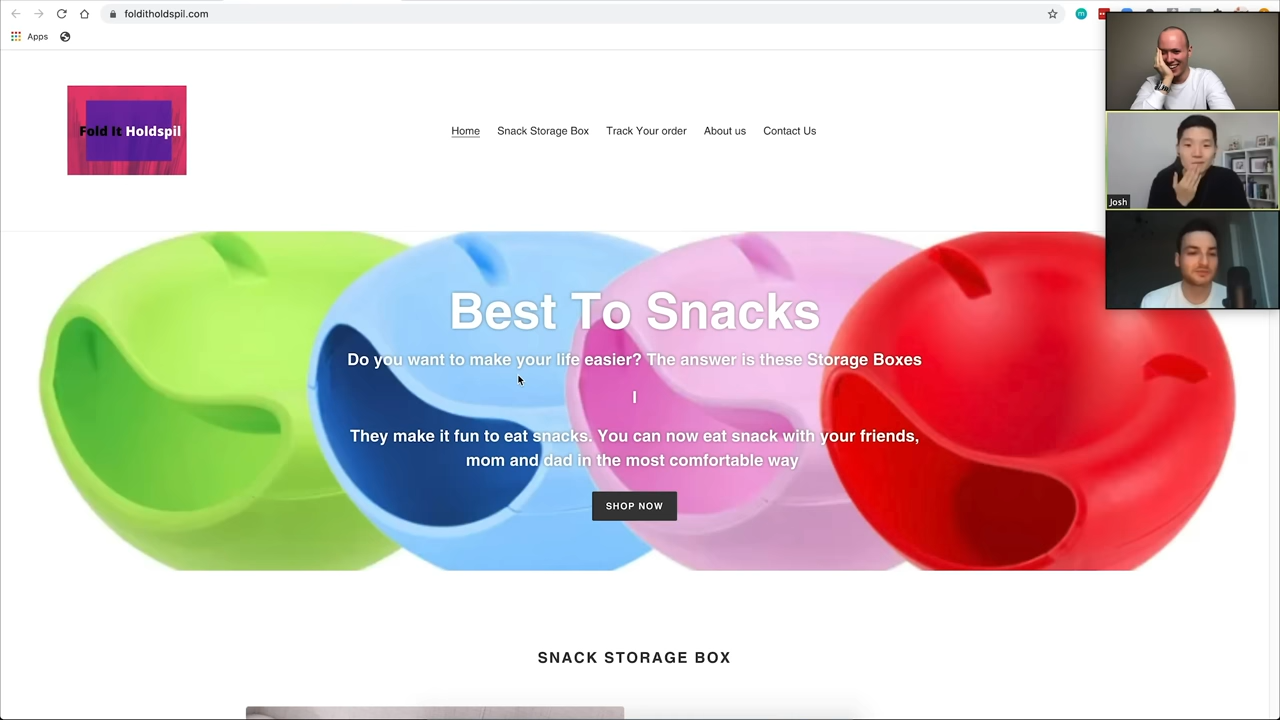 folditholdspil.com
Apps
Fold It Holdspil
Home
Snack Storage Box
Track Your order
About us
Contact Us
Josh
Best To Snacks
Do you want to make your life easier? The answer is these Storage Boxes
I
They make it fun to eat snacks. You can now eat snack with your friends,
mom and dad in the most comfortable way
SHOP NOW
SNACK STORAGE BOX